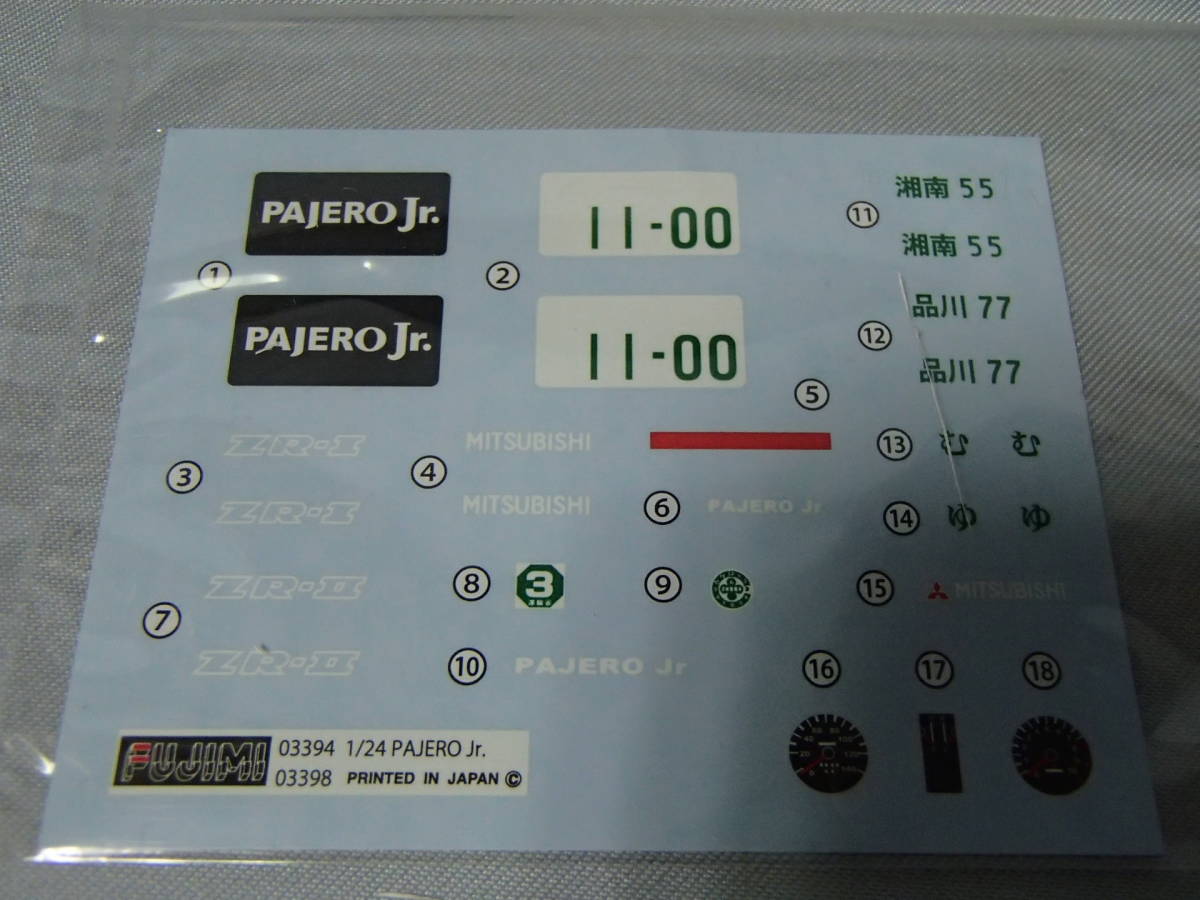 PAJERO Jr.
11-00
湘南 55
⑪
湘南 55
①
②
PAJERO Jr.
11-00
品川 77
⑫
品川 77
⑤
ZR-I
MITSUBISHI
⑬
む む
③
④
ZR-I
MITSUBISHI
⑥
PAJERO Jr
⑭
ゆ ゆ
ZR-II
⑧
3
⑨
⑮
MITSUBISHI
⑦
ZR-II
⑩
PAJERO Jr
⑯
⑰
⑱
FUJIMI
03394 1/24 PAJERO Jr.
03398 PRINTED IN JAPAN ©